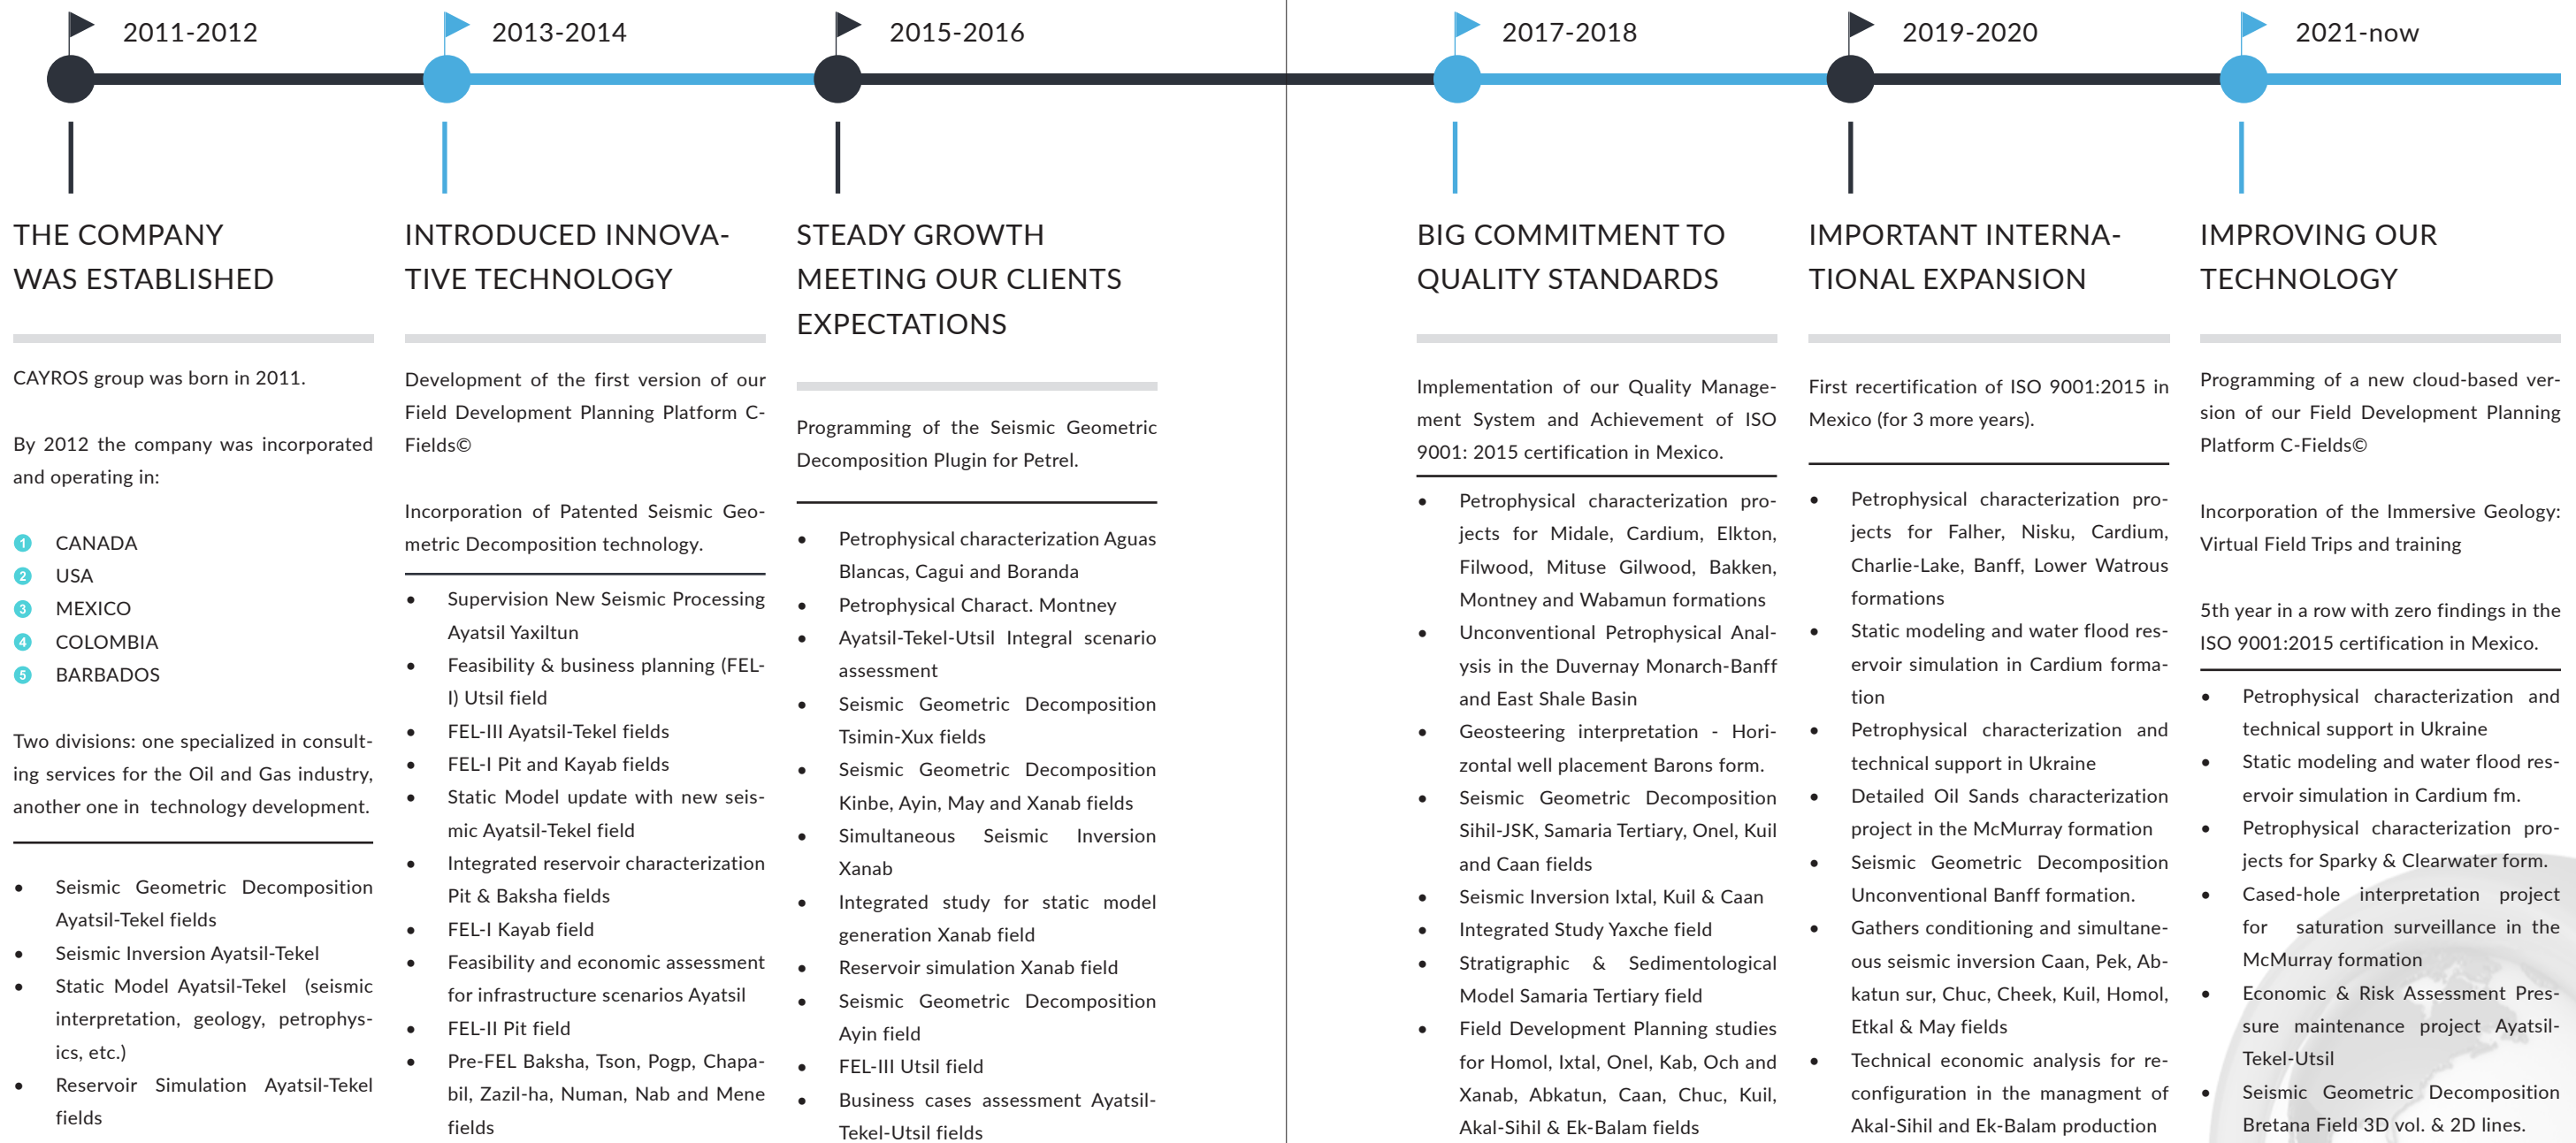 2011-2012
THE COMPANY
WAS ESTABLISHED
CAYROS group was born in 2011.
By 2012 the company was incorporated
and operating in:
1 CANADA
2 USA
3 MEXICO
4 COLOMBIA
5 BARBADOS
Two divisions: one specialized in consult-
ing services for the Oil and Gas industry,
another one in technology development.
• Seismic Geometric Decomposition
Ayatsil-Tekel fields
• Seismic Inversion Ayatsil-Tekel
• Static Model Ayatsil-Tekel (seismic
interpretation, geology, petrophys-
ics, etc.)
• Reservoir Simulation Ayatsil-Tekel
fields
2013-2014
INTRODUCED INNOVA-
TIVE TECHNOLOGY
Development of the first version of our
Field Development Planning Platform C-
Fields©
Incorporation of Patented Seismic Geo-
metric Decomposition technology.
• Supervision New Seismic Processing
Ayatsil Yaxiltun
• Feasibility & business planning (FEL-
I) Utsil field
• FEL-III Ayatsil-Tekel fields
• FEL-I Pit and Kayab fields
• Static Model update with new seis-
mic Ayatsil-Tekel field
• Integrated reservoir characterization
Pit & Baksha fields
• FEL-I Kayab field
• Feasibility and economic assessment
for infrastructure scenarios Ayatsil
• FEL-II Pit field
• Pre-FEL Baksha, Tson, Pogp, Chapa-
bil, Zazil-ha, Numan, Nab and Mene
fields
2015-2016
STEADY GROWTH
MEETING OUR CLIENTS
EXPECTATIONS
Programming of the Seismic Geometric
Decomposition Plugin for Petrel.
• Petrophysical characterization Aguas
Blancas, Cagui and Boranda
• Petrophysical Charact. Montney
• Ayatsil-Tekel-Utsil Integral scenario
assessment
• Seismic Geometric Decomposition
Tsimin-Xux fields
• Seismic Geometric Decomposition
Kinbe, Ayin, May and Xanab fields
• Simultaneous Seismic Inversion
Xanab
• Integrated study for static model
generation Xanab field
• Reservoir simulation Xanab field
• Seismic Geometric Decomposition
Ayin field
• FEL-III Utsil field
• Business cases assessment Ayatsil-
Tekel-Utsil fields
2017-2018
BIG COMMITMENT TO
QUALITY STANDARDS
Implementation of our Quality Manage-
ment System and Achievement of ISO
9001: 2015 certification in Mexico.
• Petrophysical characterization pro-
jects for Midale, Cardium, Elkton,
Filwood, Mituse Gilwood, Bakken,
Montney and Wabamun formations
• Unconventional Petrophysical Anal-
ysis in the Duvernay Monarch-Banff
and East Shale Basin
• Geosteering interpretation - Hori-
zontal well placement Barons form.
• Seismic Geometric Decomposition
Sihil-JSK, Samaria Tertiary, Onel, Kuil
and Caan fields
• Seismic Inversion Ixtal, Kuil & Caan
• Integrated Study Yaxche field
• Stratigraphic & Sedimentological
Model Samaria Tertiary field
• Field Development Planning studies
for Homol, Ixtal, Onel, Kab, Och and
Xanab, Abkatun, Caan, Chuc, Kuil,
Akal-Sihil & Ek-Balam fields
2019-2020
IMPORTANT INTERNA-
TIONAL EXPANSION
First recertification of ISO 9001:2015 in
Mexico (for 3 more years).
• Petrophysical characterization pro-
jects for Falher, Nisku, Cardium,
Charlie-Lake, Banff, Lower Watrous
formations
• Static modeling and water flood res-
ervoir simulation in Cardium forma-
tion
• Petrophysical characterization and
technical support in Ukraine
• Detailed Oil Sands characterization
project in the McMurray formation
• Seismic Geometric Decomposition
Unconventional Banff formation.
• Gathers conditioning and simultane-
ous seismic inversion Caan, Pek, Ab-
katun sur, Chuc, Cheek, Kuil, Homol,
Etkal & May fields
• Technical economic analysis for re-
configuration in the managment of
Akal-Sihil and Ek-Balam production
2021-now
IMPROVING OUR
TECHNOLOGY
Programming of a new cloud-based ver-
sion of our Field Development Planning
Platform C-Fields©
Incorporation of the Immersive Geology:
Virtual Field Trips and training
5th year in a row with zero findings in the
ISO 9001:2015 certification in Mexico.
• Petrophysical characterization and
technical support in Ukraine
• Static modeling and water flood res-
ervoir simulation in Cardium fm.
• Petrophysical characterization pro-
jects for Sparky & Clearwater form.
• Cased-hole interpretation project
for saturation surveillance in the
McMurray formation
• Economic & Risk Assessment Pres-
sure maintenance project Ayatsil-
Tekel-Utsil
• Seismic Geometric Decomposition
Bretana Field 3D vol. & 2D lines.